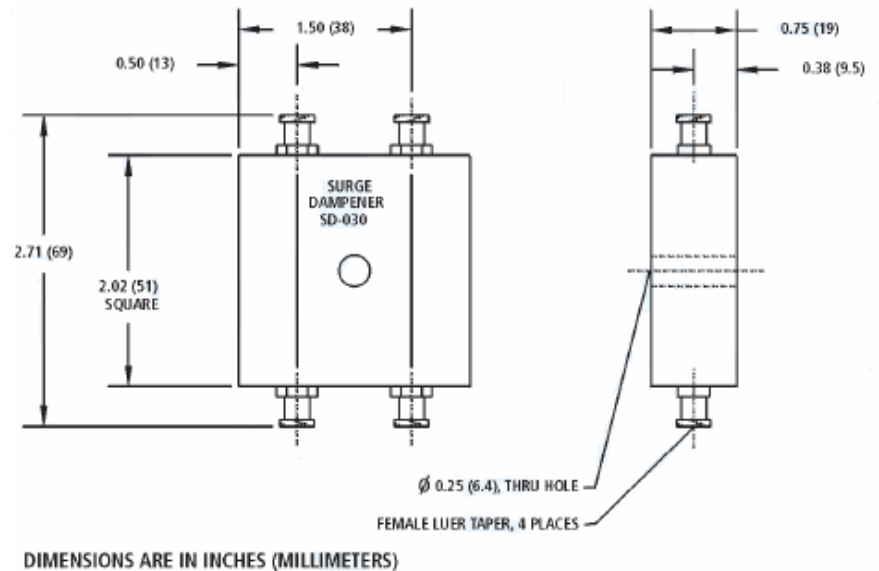 1.50 (38)
0.75 (19)
0.50 (13)
0.38 (9.5)
SURGE
DAMPENER
SD-030
2.71 (69)
2.02 (51)
SQUARE
Ø 0.25 (6.4), THRU HOLE
FEMALE LUER TAPER, 4 PLACES
DIMENSIONS ARE IN INCHES (MILLIMETERS)